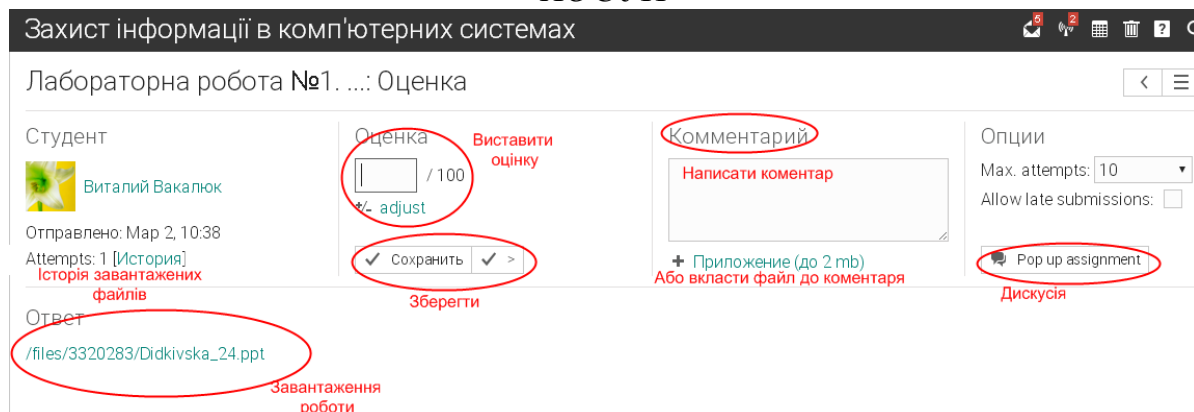 Захист інформації в комп'ютерних системах
5
2
?
Лабораторна робота №1. ...: Оценка
Студент
Виталий Вакалюк
Отправлено: Мар 2, 10:38
Attempts: 1 [История]
Історія завантажених
файлів
Оценка
/ 100
+/- adjust
Виставити
оцінку
Сохранить
>
Зберегти
Комментарий
Написати коментар
+ Приложение (до 2 mb)
Або вкласти файл до коментаря
Опции
Max. attempts: 10
Allow late submissions:
Pop up assignment
Дискусія
Ответ
/files/3320283/Didkivska_24.ppt
Завантаження
роботи